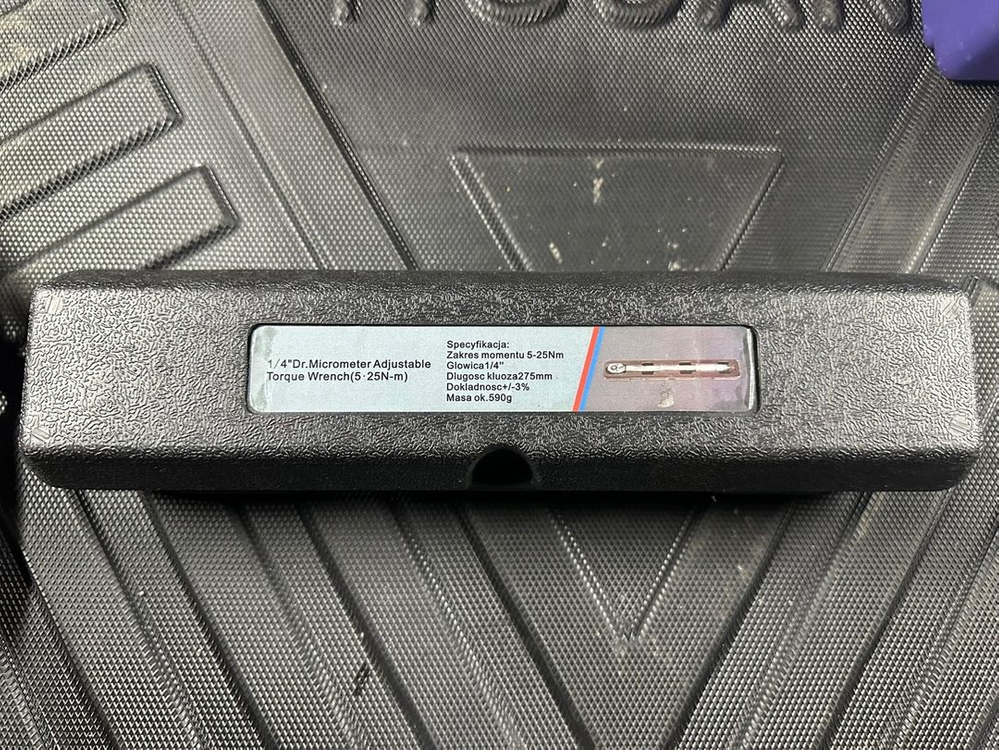 1/4"Dr.Micrometer Adjustable
Torque Wrench(5·25N-m)
Specyfikacja:
Zakres momentu 5-25Nm
Glowica1/4"
Dlugosc kluoza275mm
Dokladnosc+/-3%
Masa ok.590g